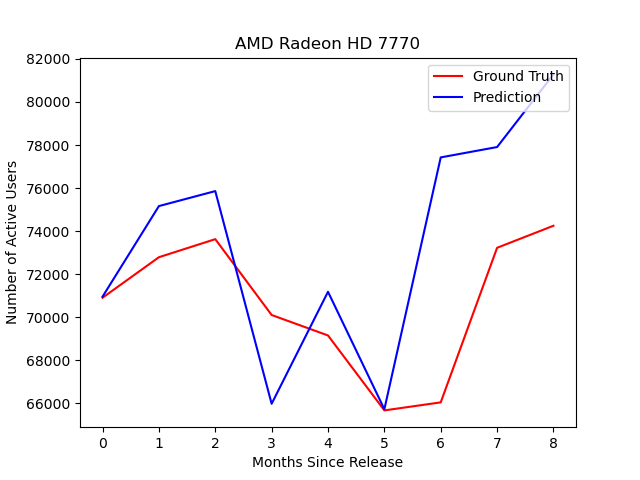 AMD Radeon HD 7770
82000
80000
78000
76000
74000
72000
70000
68000
66000
Number of Active Users
Ground Truth
Prediction
0 1 2 3 4 5 6 7 8
Months Since Release